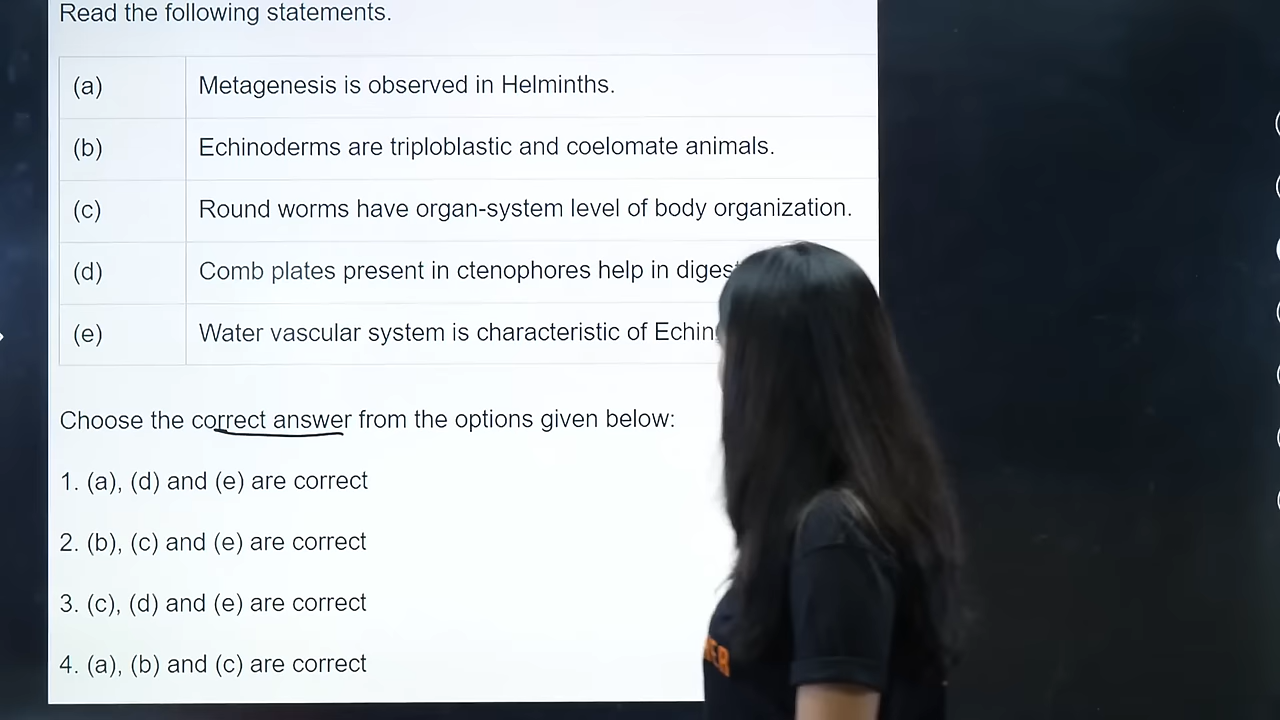 Read the following statements.
(a) Metagenesis is observed in Helminths.
(b) Echinoderms are triploblastic and coelomate animals.
(c) Round worms have organ-system level of body organization.
(d) Comb plates present in ctenophores help in
(e) Water vascular system is characteristic of
Choose the correct answer from the options given below:
1. (a), (d) and (e) are correct
2. (b), (c) and (e) are correct
3. (c), (d) and (e) are correct
4. (a), (b) and (c) are correct